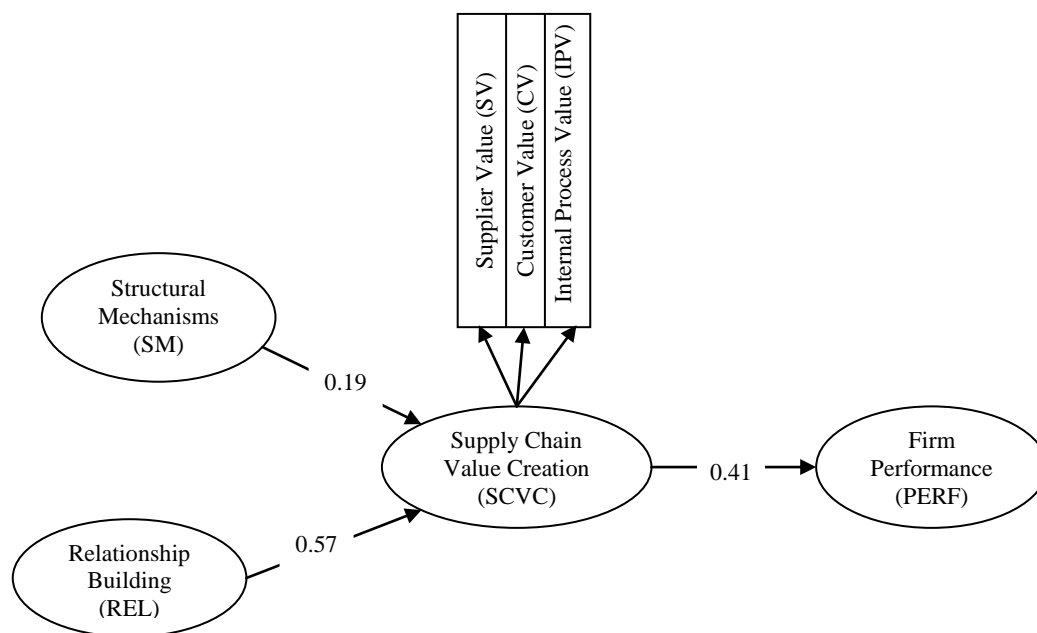 Supplier Value (SV)
Customer Value (CV)
Internal Process Value (IPV)
Structural
Mechanisms
(SM)
0.19
Supply Chain
Value Creation
(SCVC)
0.41
Firm
Performance
(PERF)
0.57
Relationship
Building
(REL)